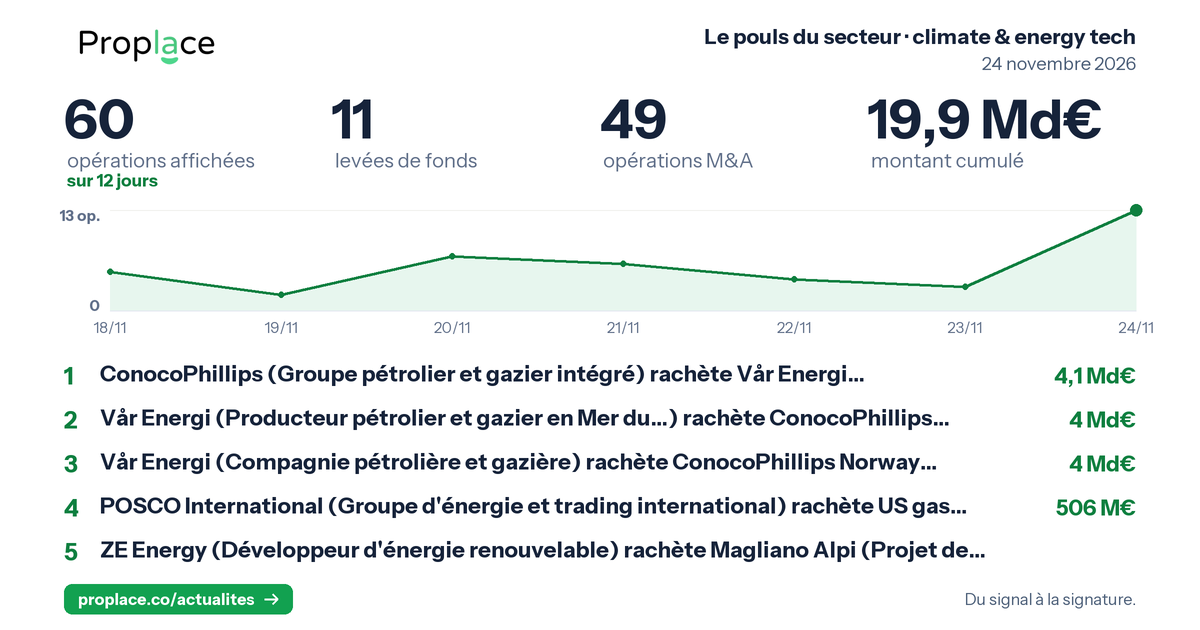 Proplace
Le pouls du secteur · climate & energy tech
24 novembre 2026
60
opérations affichées
sur 12 jours
11
levées de fonds
49
opérations M&A
19,9 Md€
montant cumulé
13 op.
0
18/11 19/11 20/11 21/11 22/11 23/11 24/11
1 ConocoPhillips (Groupe pétrolier et gazier intégré) rachète Vår Energi... 4,1 Md€
2 Vår Energi (Producteur pétrolier et gazier en Mer du...) rachète ConocoPhillips... 4 Md€
3 Vår Energi (Compagnie pétrolière et gazière) rachète ConocoPhillips Norway... 4 Md€
4 POSCO International (Groupe d'énergie et trading international) rachète US gas... 506 M€
5 ZE Energy (Développeur d'énergie renouvelable) rachète Magliano Alpi (Projet de...
proplace.co/actualites →
Du signal à la signature.